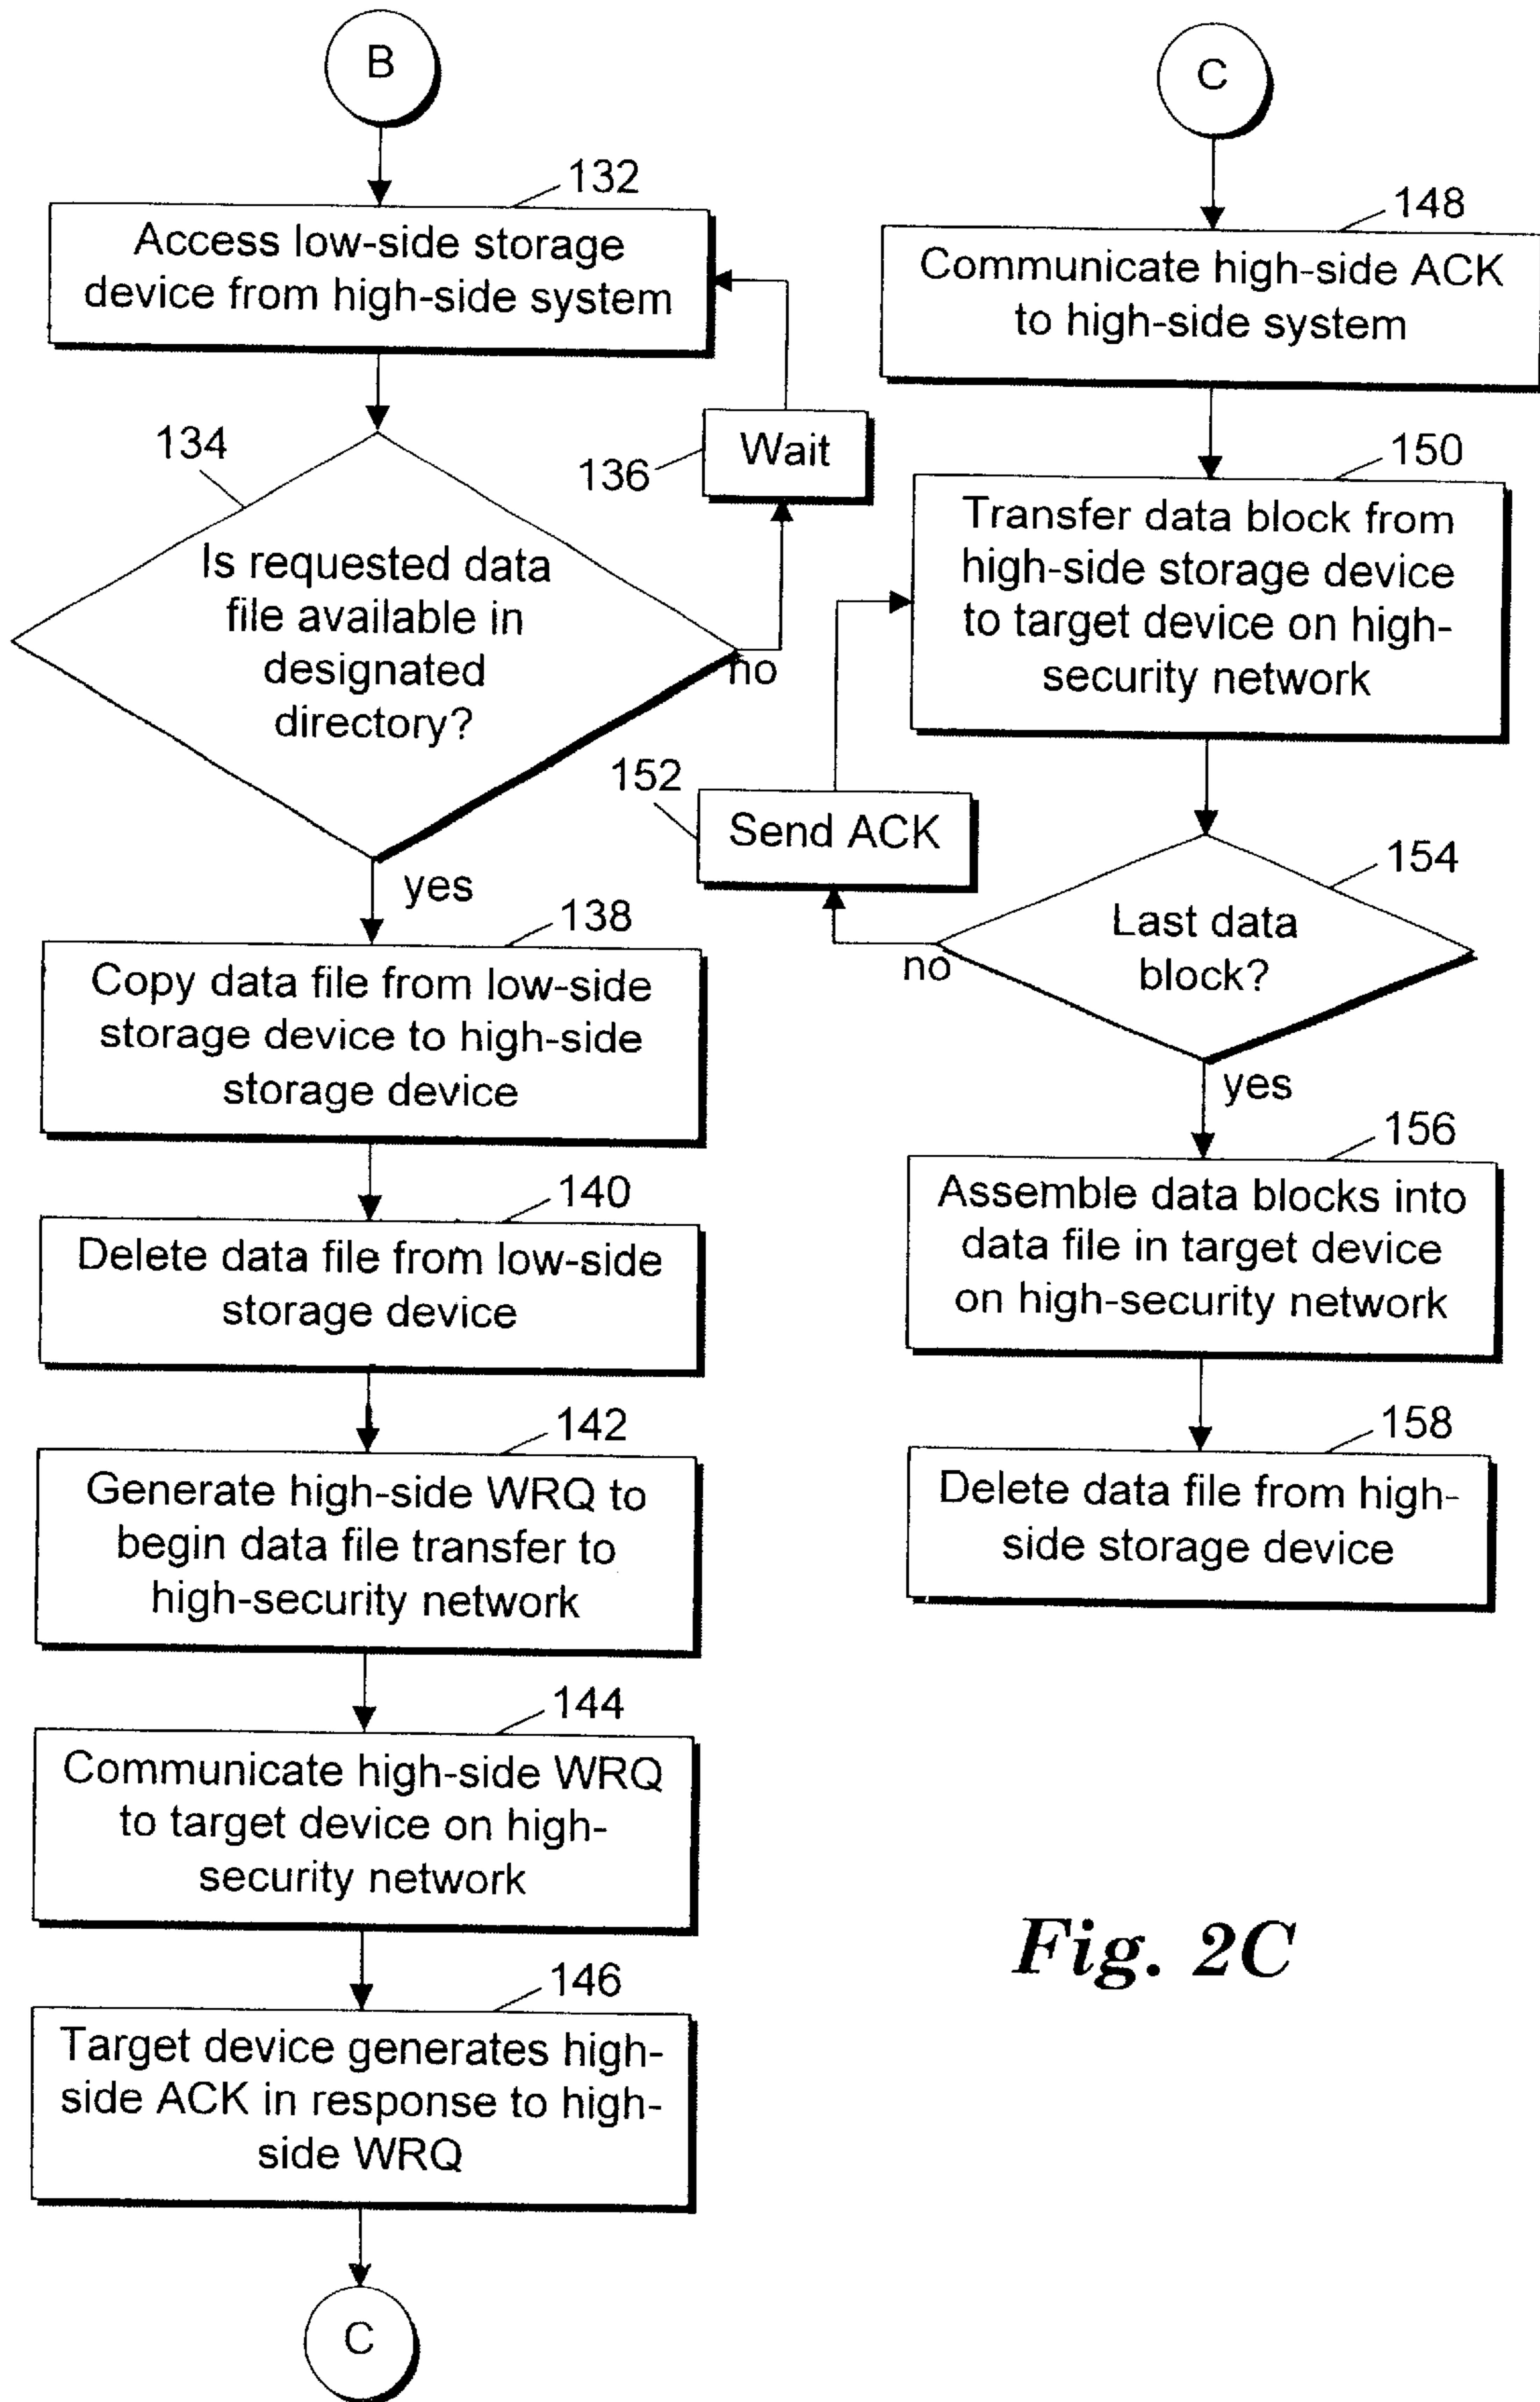 B
132
Access low-side storage
device from high-side system
134
136
Wait
Is requested data
file available in
designated
directory?
no
yes
138
Copy data file from low-side
storage device to high-side
storage device
140
Delete data file from low-side
storage device
142
Generate high-side WRQ to
begin data file transfer to
high-security network
144
Communicate high-side WRQ
to target device on high-
security network
146
Target device generates high-
side ACK in response to high-
side WRQ
C
C
148
Communicate high-side ACK
to high-side system
150
Transfer data block from
high-side storage device
to target device on high-
security network
152
Send ACK
154
Last data
block?
no
yes
156
Assemble data blocks into
data file in target device
on high-security network
158
Delete data file from high-
side storage device
Fig. 2C